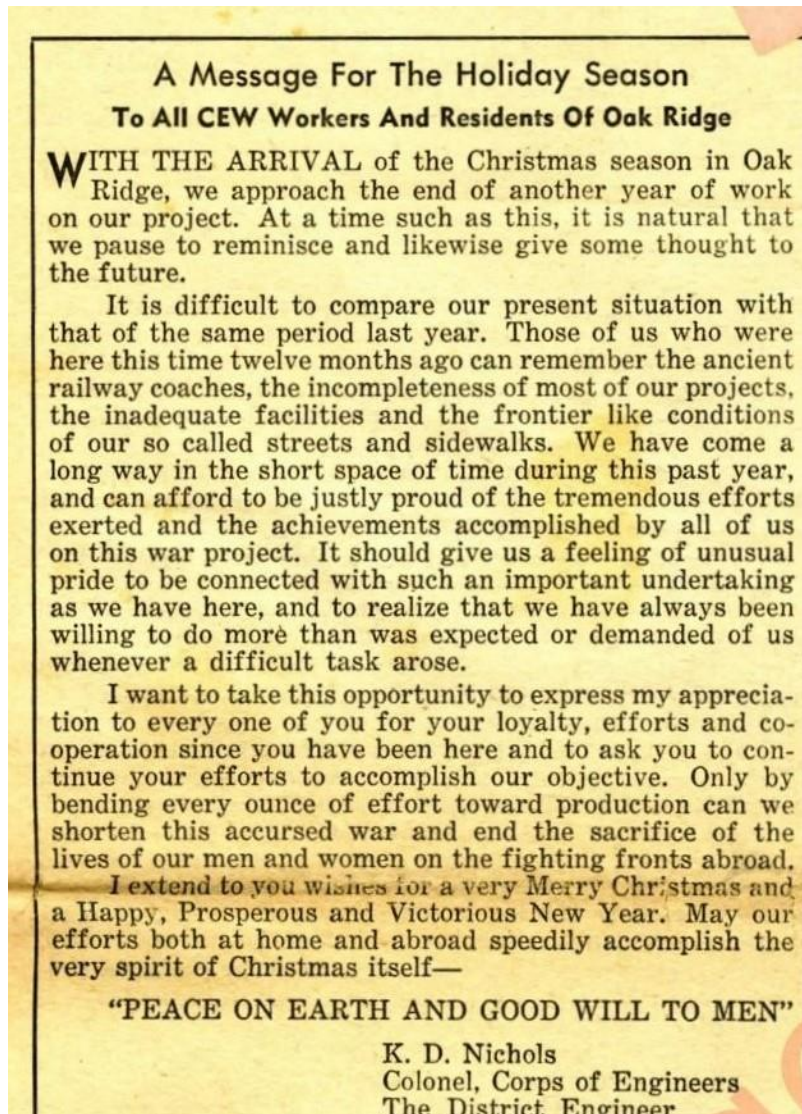 A Message For The Holiday Season
To All CEW Workers And Residents Of Oak Ridge
WITH THE ARRIVAL of the Christmas season in Oak
Ridge, we approach the end of another year of work
on our project. At a time such as this, it is natural that
we pause to reminisce and likewise give some thought to
the future.
It is difficult to compare our present situation with
that of the same period last year. Those of us who were
here this time twelve months ago can remember the ancient
railway coaches, the incompleteness of most of our projects,
the inadequate facilities and the frontier like conditions
of our so called streets and sidewalks. We have come a
long way in the short space of time during this past year,
and can afford to be justly proud of the tremendous efforts
exerted and the achievements accomplished by all of us
on this war project. It should give us a feeling of unusual
pride to be connected with such an important undertaking
as we have here, and to realize that we have always been
willing to do more than was expected or demanded of us
whenever a difficult task arose.
I want to take this opportunity to express my apprecia-
tion to every one of you for your loyalty, efforts and co-
operation since you have been here and to ask you to con-
tinue your efforts to accomplish our objective. Only by
bending every ounce of effort toward production can we
shorten this accursed war and end the sacrifice of the
lives of our men and women on the fighting fronts abroad.
I extend to you wishes for a very Merry Christmas and
a Happy, Prosperous and Victorious New Year. May our
efforts both at home and abroad speedily accomplish the
very spirit of Christmas itself—
"PEACE ON EARTH AND GOOD WILL TO MEN"
K. D. Nichols
Colonel, Corps of Engineers
The District Engineer